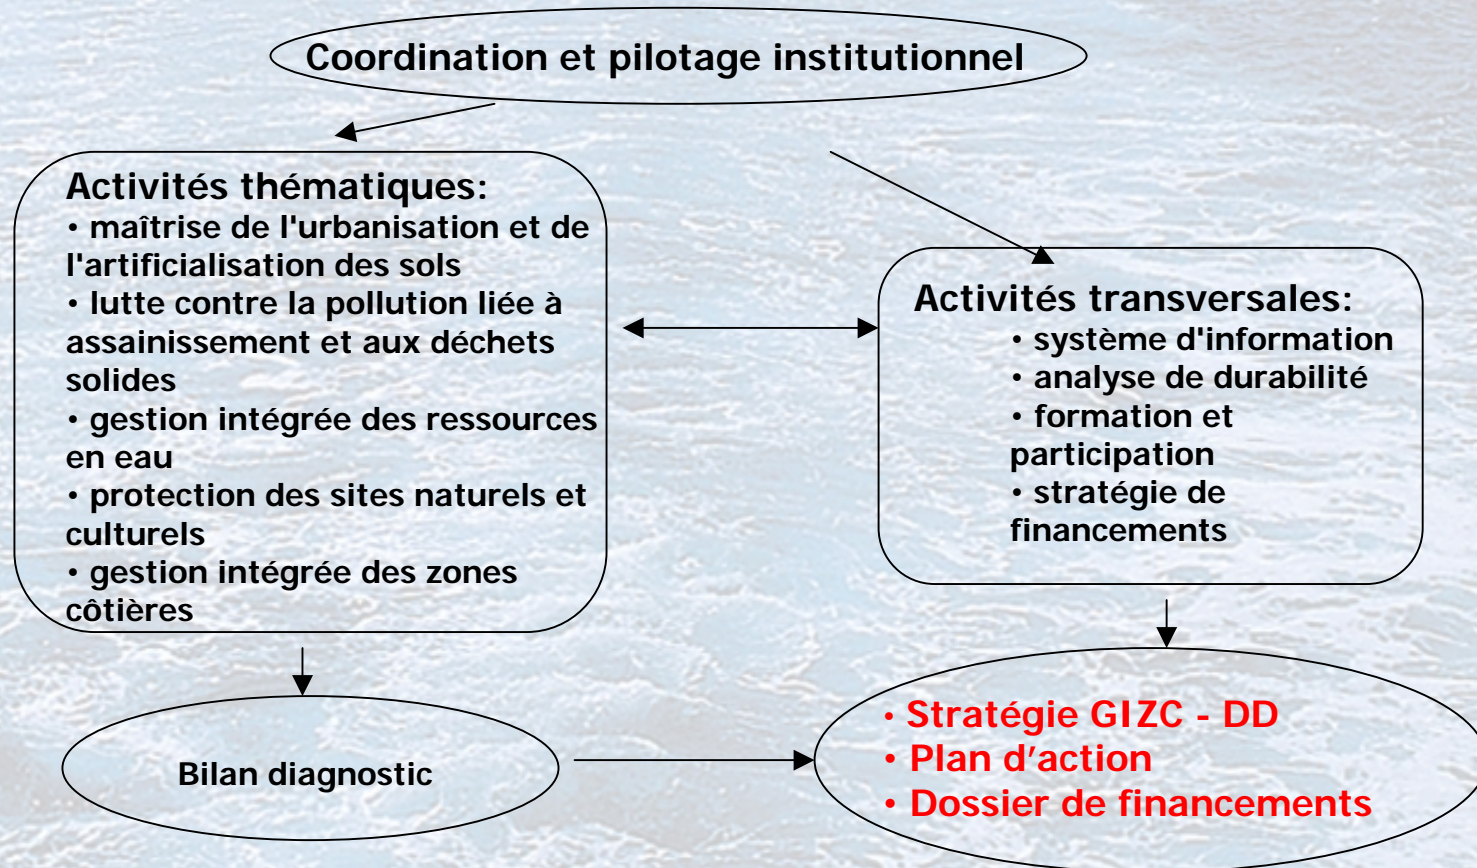 Coordination et pilotage institutionnel
Activités thématiques:
• maîtrise de l'urbanisation et de
l'artificialisation des sols
• lutte contre la pollution liée à
assainissement et aux déchets
solides
• gestion intégrée des ressources
en eau
• protection des sites naturels et
culturels
• gestion intégrée des zones
côtières
Activités transversales:
• système d'information
• analyse de durabilité
• formation et
participation
• stratégie de
financements
Bilan diagnostic
• Stratégie GIZC - DD
• Plan d’action
• Dossier de financements